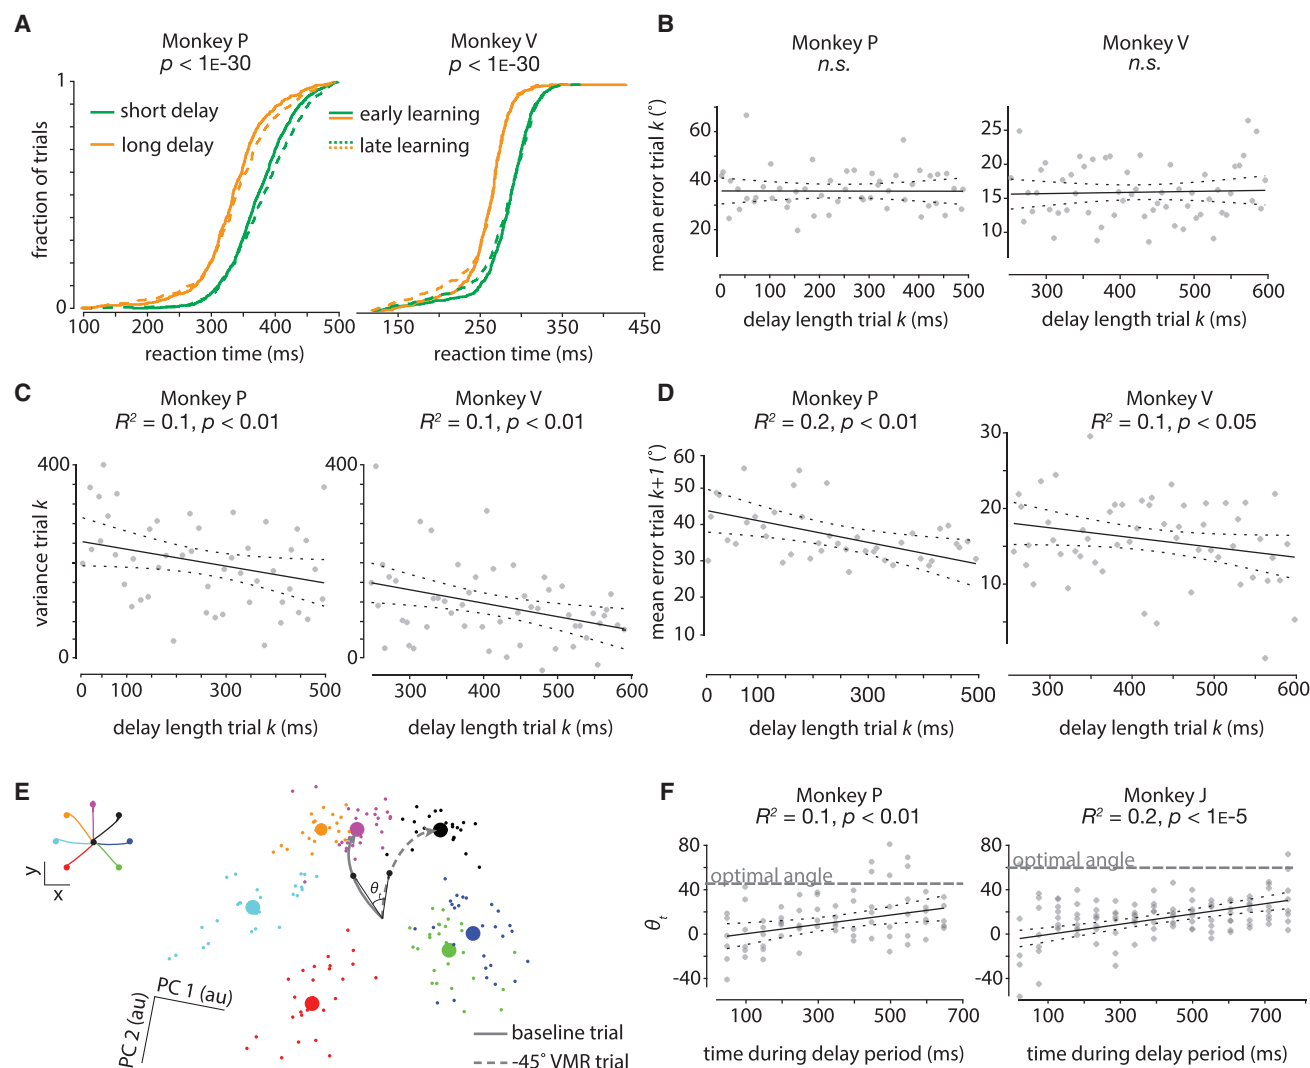 A
Monkey P
p < 1E-30
Monkey V
p < 1E-30
short delay
long delay
early learning
late learning
fraction of trials
1
0
100 200 300 400 500
reaction time (ms)
150 250 350 450
reaction time (ms)
B
Monkey P
n.s.
Monkey V
n.s.
mean error trial k (°)
60
40
20
0 100 200 300 400 500
delay length trial k (ms)
25
20
15
10
300 400 500 600
delay length trial k (ms)
C
Monkey P
R² = 0.1, p < 0.01
Monkey V
R² = 0.1, p < 0.01
variance trial k
400
0
0 100 300 500
delay length trial k (ms)
400
0
300 400 500 600
delay length trial k (ms)
D
Monkey P
R² = 0.2, p < 0.01
Monkey V
R² = 0.1, p < 0.05
mean error trial k+1 (°)
60
50
40
30
20
10
0 100 300 500
delay length trial k (ms)
30
20
10
300 400 500 600
delay length trial k (ms)
E
y
x
θt
PC 1 (au)
PC 2 (au)
baseline trial
-45° VMR trial
F
Monkey P
R² = 0.1, p < 0.01
Monkey J
R² = 0.2, p < 1E-5
θt
80
40
0
-40
optimal angle
100 300 500 700
time during delay period (ms)
80
40
0
-40
optimal angle
100 300 500 800
time during delay period (ms)